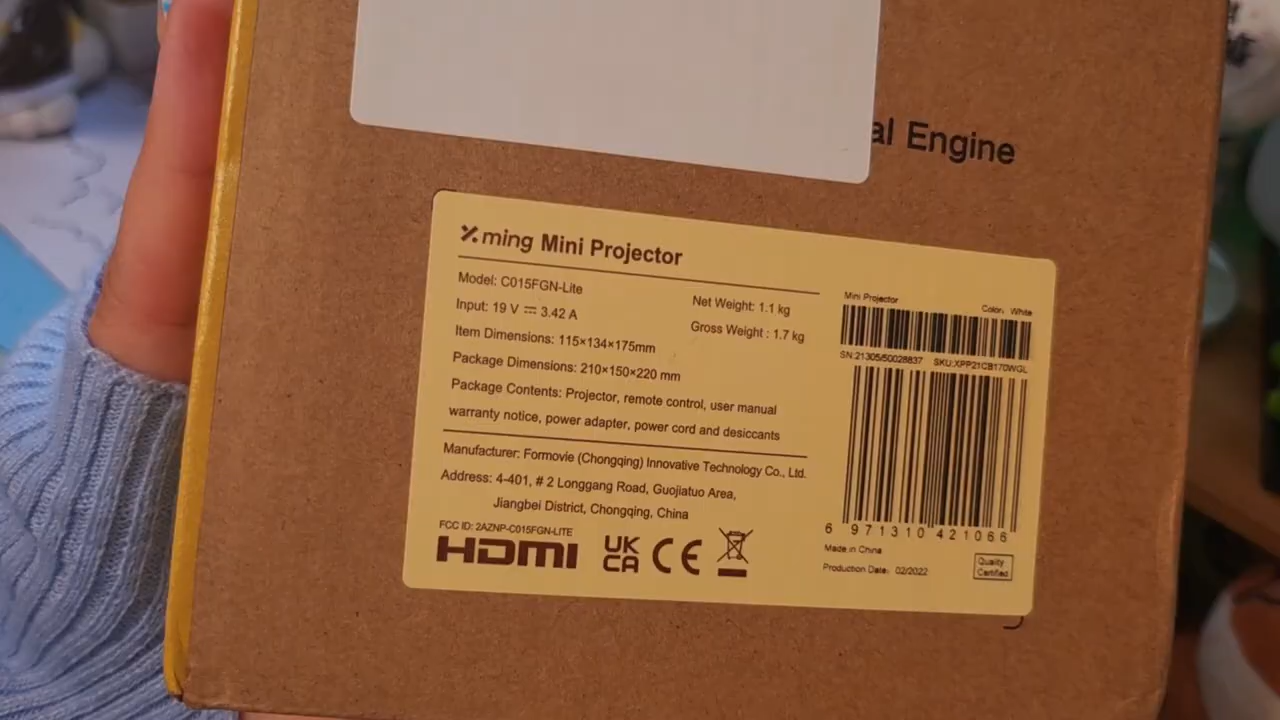 al Engine
Xming Mini Projector
Model: C015FGN-Lite
Input: 19 V ⎓ 3.42 A
Item Dimensions: 115×134×175mm
Package Dimensions: 210×150×220 mm
Net Weight: 1.1 kg
Gross Weight : 1.7 kg
Package Contents: Projector, remote control, user manual
warranty notice, power adapter, power cord and desiccants
Manufacturer: Formovie (Chongqing) Innovative Technology Co., Ltd.
Address: 4-401, # 2 Longgang Road, Guojiatuo Area,
Jiangbei District, Chongqing, China
FCC ID: 2AZNP-C015FGN-LITE
HDMI UK CA CE
Mini Projector
Color: White
SN:21305/50028837 SKU:XPP21CB170WGL
6 971310 421066
Made in China
Production Date: 02/2022
Quality
Certified